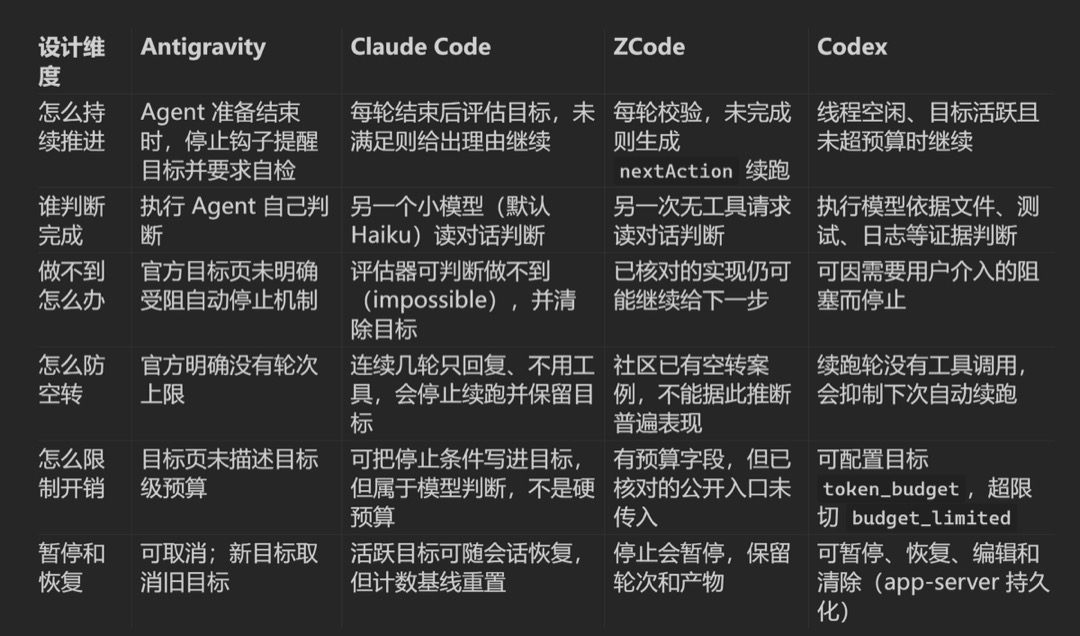 设计维度 Antigravity Claude Code ZCode Codex
怎么持续推进
Agent 准备结束
时，停止钩子提醒
目标并要求自检
每轮结束后评估目标，未
满足则给出理由继续
每轮校验，未完成
则生成
nextAction 续跑
线程空闲、目标活跃且
未超预算时继续
谁判断
完成
执行 Agent 自己判
断
另一个小模型（默认
Haiku）读对话判断
另一次无工具请求
读对话判断
执行模型依据文件、测
试、日志等证据判断
做不到
怎么办
官方目标页未明确
受阻自动停止机制
评估器可判断做不到
（impossible），并清
除目标
已核对的实现仍可
能继续给下一步
可因需要用户介入的阻
塞而停止
怎么防
空转
官方明确没有轮次
上限
连续几轮只回复、不用工
具，会停止续跑并保留目
标
社区已有空转案
例，不能据此推断
普遍表现
续跑轮没有工具调用，
会抑制下次自动续跑
怎么限
制开销
目标页未描述目标
级预算
可把停止条件写进目标，
但属于模型判断，不是硬
预算
有预算字段，但已
核对的公开入口未
传入
可配置目标
token_budget，超限
切 budget_limited
暂停和
恢复
可取消；新目标取
消旧目标
活跃目标可随会话恢复，
但计数基线重置
停止会暂停，保留
轮次和产物
可暂停、恢复、编辑和
清除（app-server 持久
化）